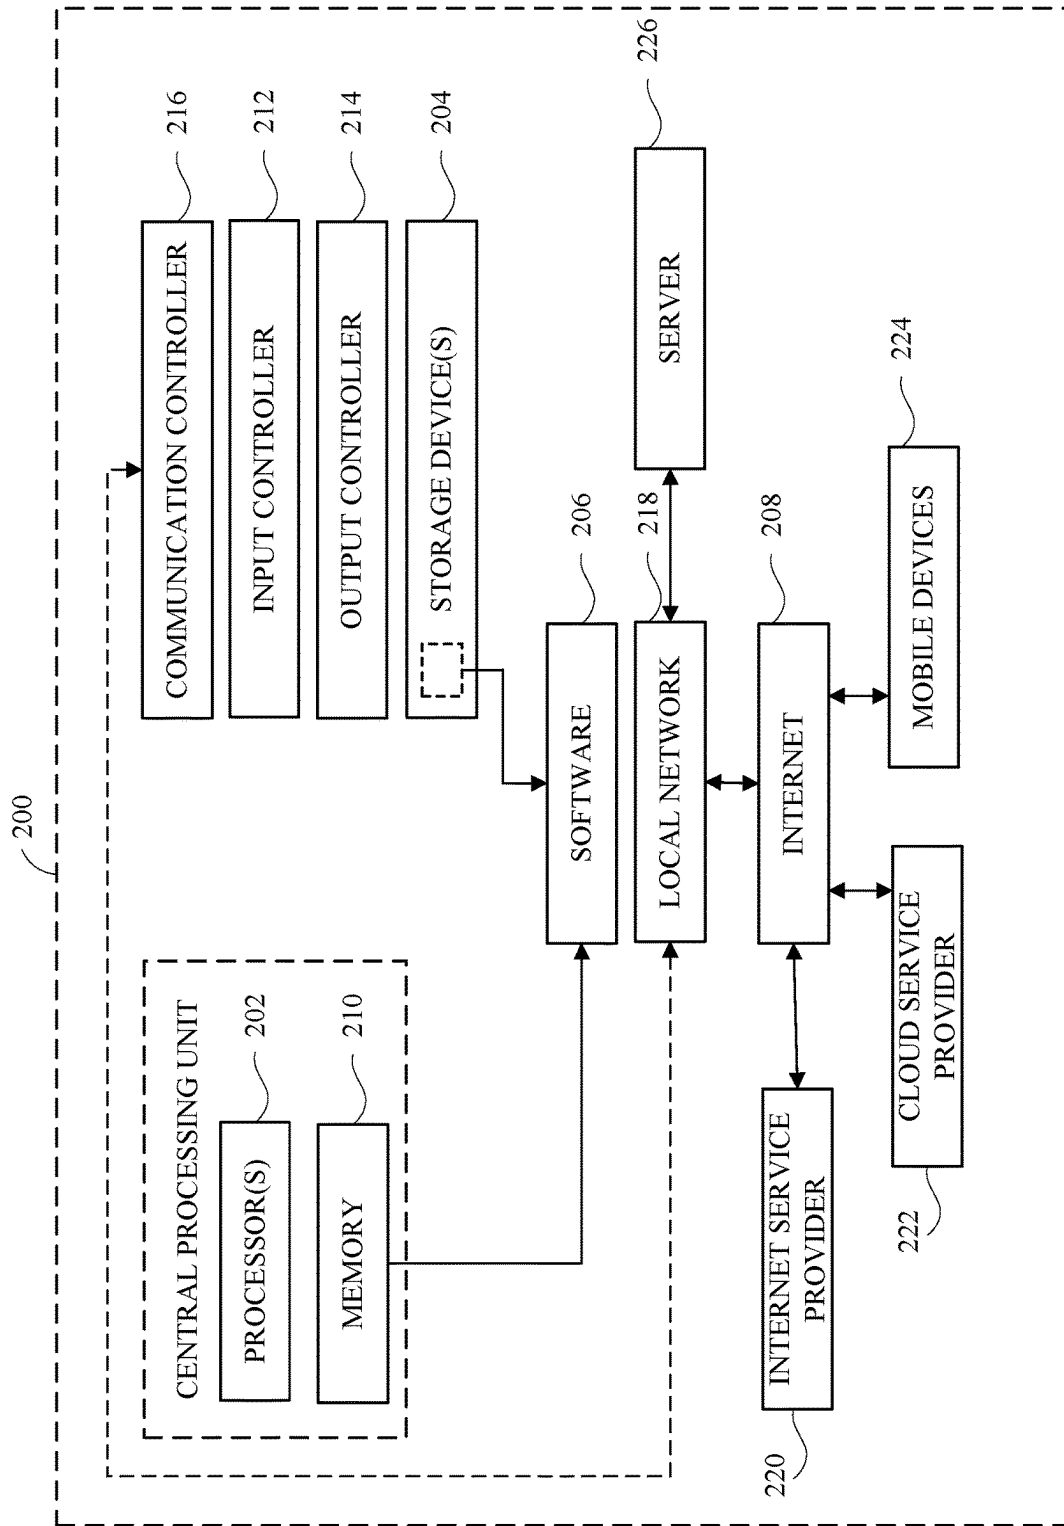 200
CENTRAL PROCESSING UNIT
PROCESSOR(S)
202
MEMORY
210
COMMUNICATION CONTROLLER
216
INPUT CONTROLLER
212
OUTPUT CONTROLLER
214
STORAGE DEVICE(S)
204
SOFTWARE
206
LOCAL NETWORK
218
SERVER
226
INTERNET
208
INTERNET SERVICE
PROVIDER
220
CLOUD SERVICE
PROVIDER
222
MOBILE DEVICES
224